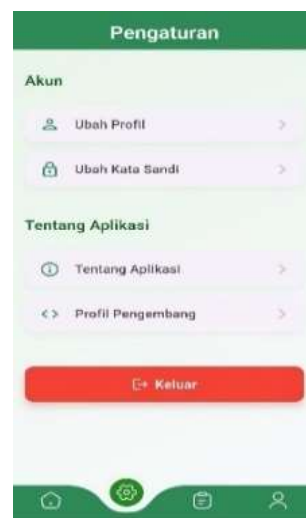 Pengaturan
Akun
Ubah Profil
Ubah Kata Sandi
Tentang Aplikasi
Tentang Aplikasi
Profil Pengembang
Keluar